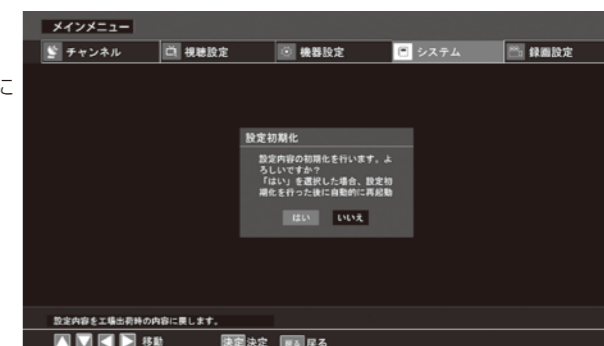 メインメニュー
チャンネル 視聴設定 機器設定 システム 録画設定
こ
設定初期化
設定内容の初期化を行います。よ
ろしいですか?
「はい」を選択した場合、設定初
期化を行った後に自動的に再起動
はい いいえ
設定内容を工場出荷時の内容に戻します。
移動 決定 決定 戻る 戻る